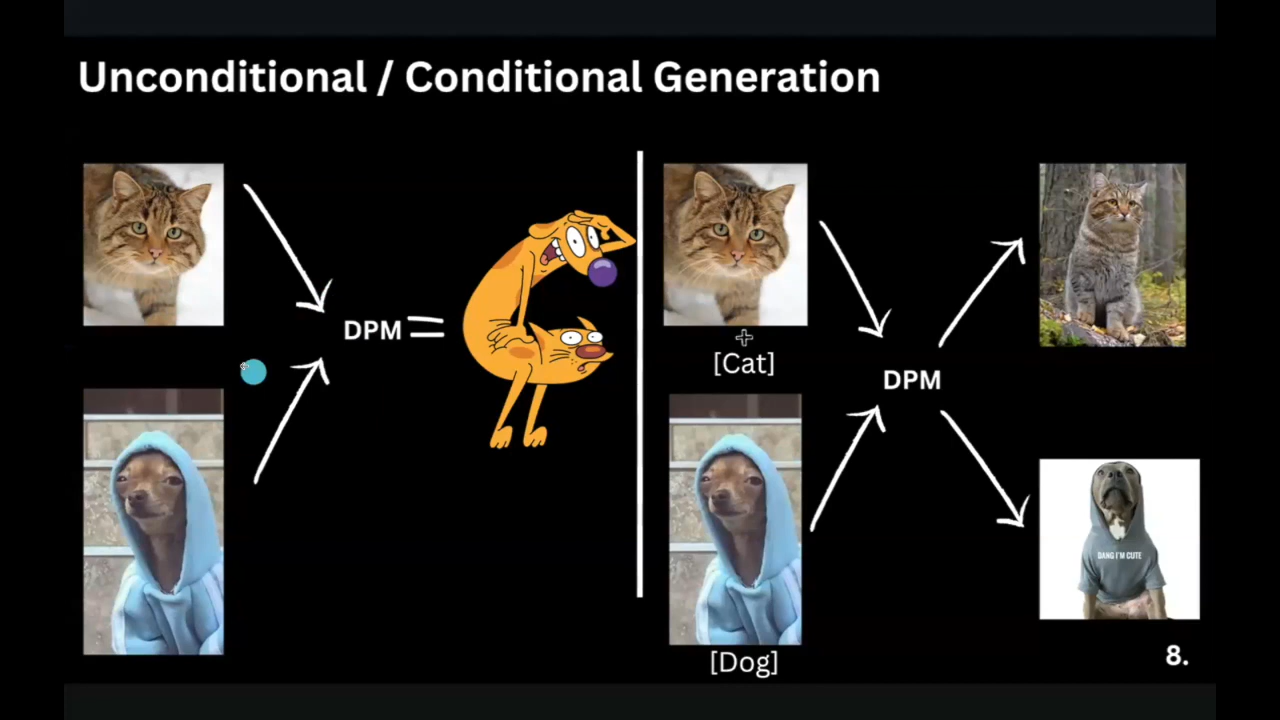 Unconditional / Conditional Generation
DPM =
+
[Cat]
DPM
DANG I'M CUTE
[Dog]
8.